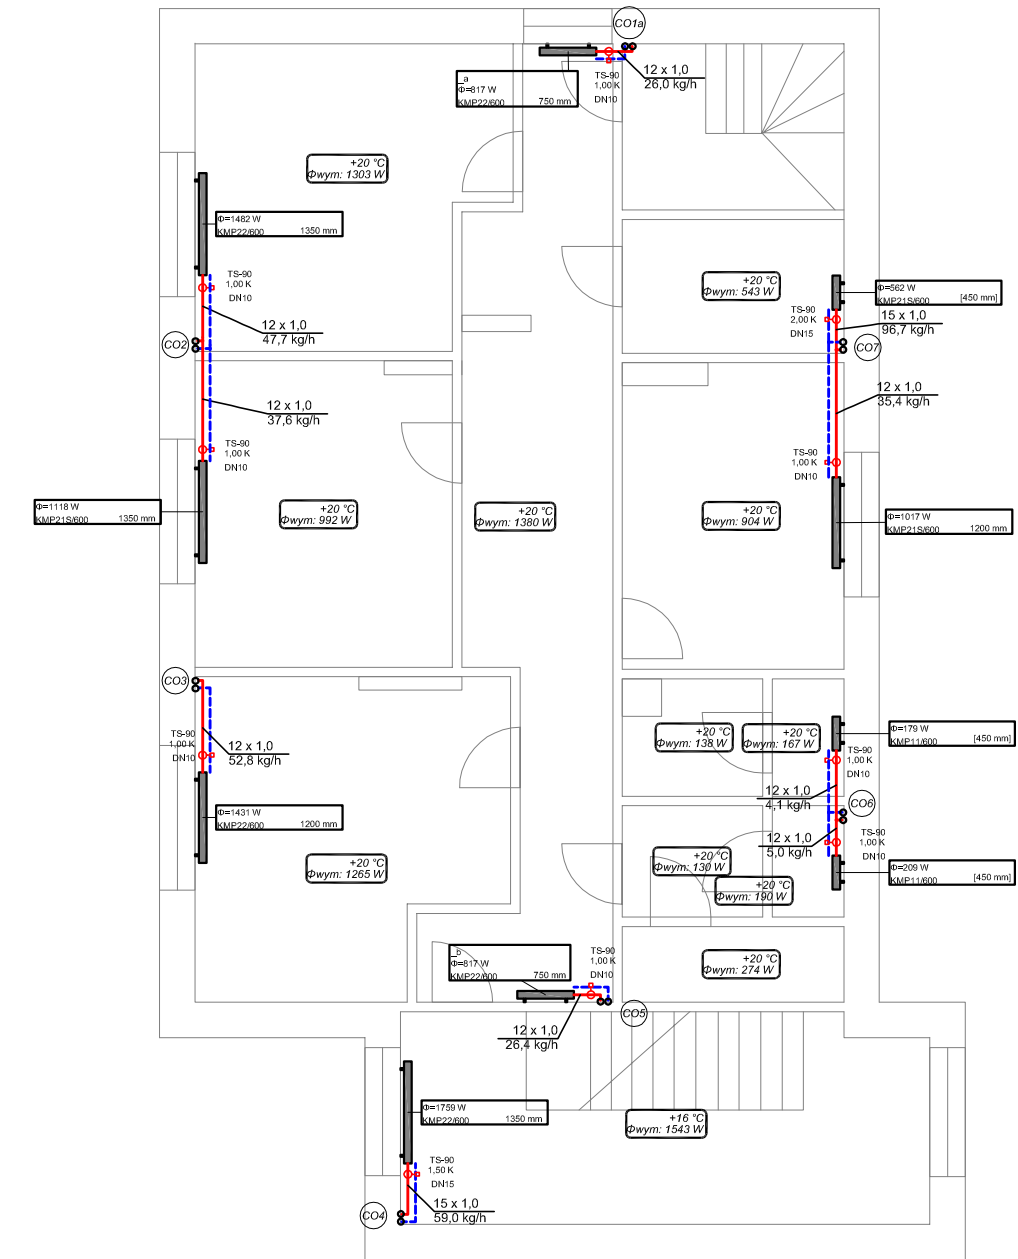 CO1a
_a
Φ=817 W
KMP22/600 750 mm
TS-90
1,00 K
DN10
12 x 1,0
26,0 kg/h
+20 °C
Φwym: 1303 W
Φ=1482 W
KMP22/600 1350 mm
TS-90
1,00 K
DN10
12 x 1,0
47,7 kg/h
CO2
+20 °C
Φwym: 543 W
Φ=562 W
KMP21S/600 [450 mm]
TS-90
2,00 K
DN15
15 x 1,0
96,7 kg/h
CO7
12 x 1,0
37,6 kg/h
12 x 1,0
35,4 kg/h
TS-90
1,00 K
DN10
TS-90
1,00 K
DN10
Φ=1118 W
KMP21S/600 1350 mm
+20 °C
Φwym: 992 W
+20 °C
Φwym: 1380 W
+20 °C
Φwym: 904 W
Φ=1017 W
KMP21S/600 1200 mm
CO3
TS-90
1,00 K
DN10
12 x 1,0
52,8 kg/h
+20 °C
Φwym: 138 W
+20 °C
Φwym: 167 W
Φ=179 W
KMP11/600 [450 mm]
TS-90
1,00 K
DN10
12 x 1,0
4,1 kg/h
CO6
Φ=1431 W
KMP22/600 1200 mm
12 x 1,0
5,0 kg/h
TS-90
1,00 K
DN10
+20 °C
Φwym: 1265 W
+20 °C
Φwym: 130 W
+20 °C
Φwym: 190 W
Φ=209 W
KMP11/600 [450 mm]
_b
Φ=817 W
KMP22/600 750 mm
TS-90
1,00 K
DN10
+20 °C
Φwym: 274 W
CO5
12 x 1,0
26,4 kg/h
Φ=1759 W
KMP22/600 1350 mm
+16 °C
Φwym: 1543 W
TS-90
1,50 K
DN15
15 x 1,0
59,0 kg/h
CO4